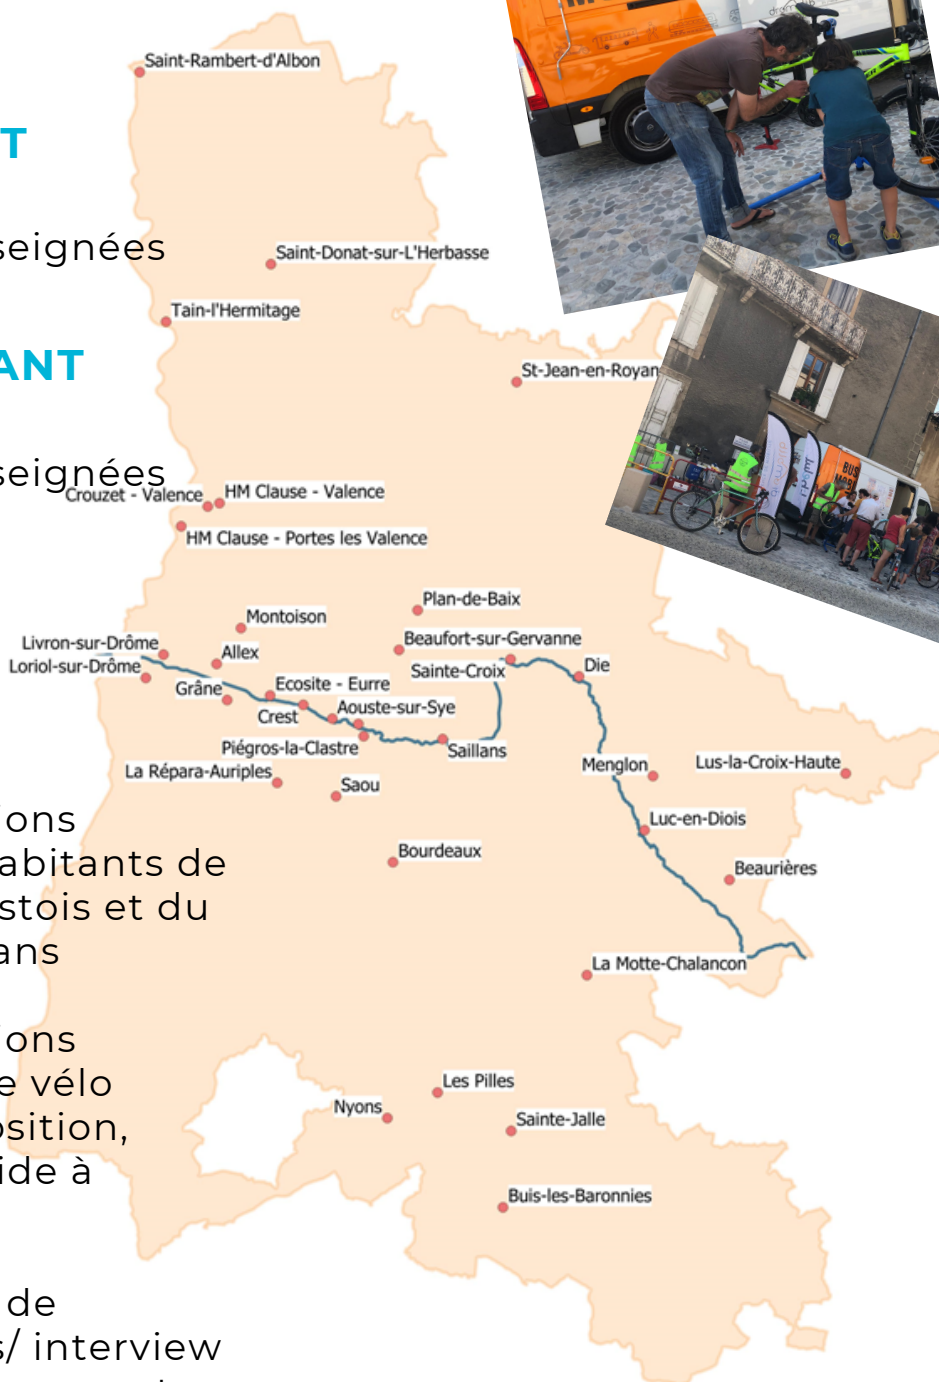 Saint-Rambert-d'Albon
T
seignées
Saint-Donat-sur-L'Herbasse
Tain-l'Hermitage
ANT
St-Jean-en-Royan
seignées
Crouzet - Valence
HM Clause - Valence
HM Clause - Portes les Valence
BUS
Plan-de-Baix
Montoison
Livron-sur-Drôme
Beaufort-sur-Gervanne
Allex
Loriol-sur-Drôme
Sainte-Croix
Die
Grâne
Ecosite - Eurre
Crest
Aouste-sur-Sye
Piégros-la-Clastre
Saillans
La Répara-Auriples
Saou
Menglon
Lus-la-Croix-Haute
ions
Luc-en-Diois
abitants de
Bourdeaux
Beaurières
stois et du
ans
La Motte-Chalancon
ions
e vélo
Les Pilles
Nyons
Sainte-Jalle
osition,
ide à
Buis-les-Baronnies
de
s/ interview